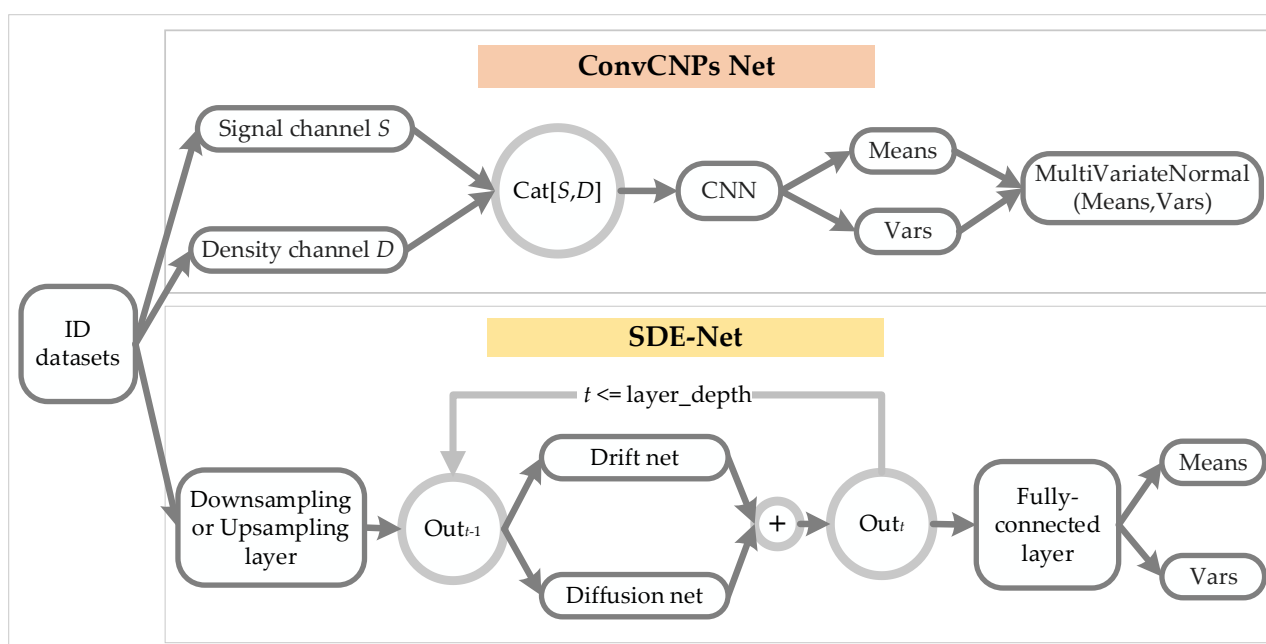 ConvCNPs Net
Signal channel S
Density channel D
Cat[S,D]
CNN
Means
Vars
MultiVariateNormal
(Means,Vars)
ID
datasets
SDE-Net
t <= layer_depth
Downsampling
or Upsampling
layer
Outt-1
Drift net
Diffusion net
+
Outt
Fully-
connected
layer
Means
Vars